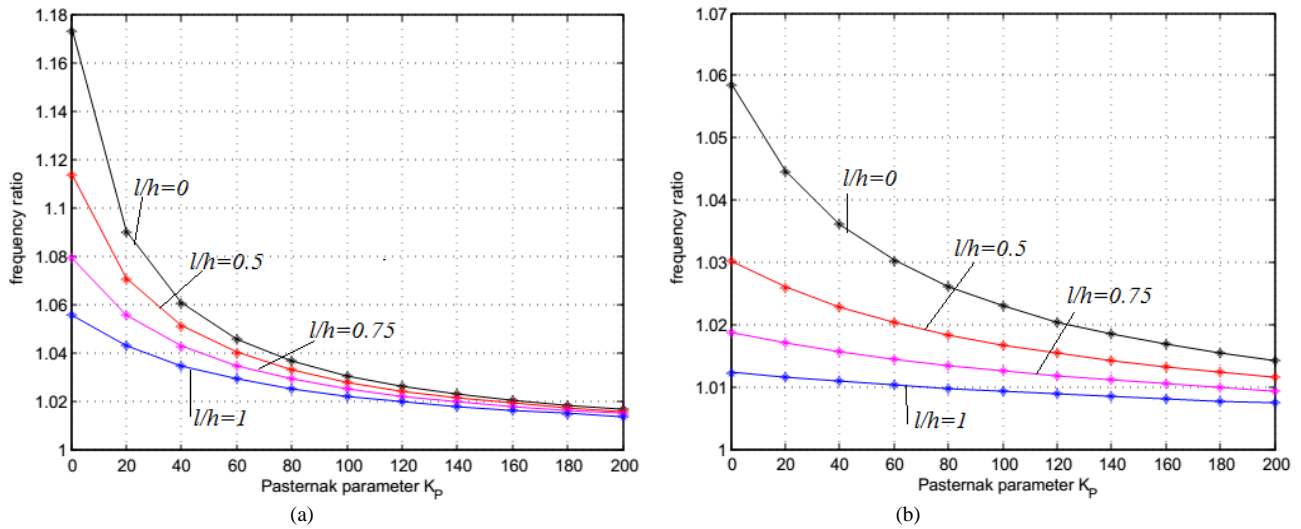 1.18
1.16
1.14
1.12
1.1
1.08
1.06
1.04
1.02
1
frequency ratio
l/h=0
l/h=0.5
l/h=0.75
l/h=1
0 20 40 60 80 100 120 140 160 180 200
Pasternak parameter K_P
(a)
1.07
1.06
1.05
1.04
1.03
1.02
1.01
1
frequency ratio
l/h=0
l/h=0.5
l/h=0.75
l/h=1
0 20 40 60 80 100 120 140 160 180 200
Pasternak parameter K_P
(b)